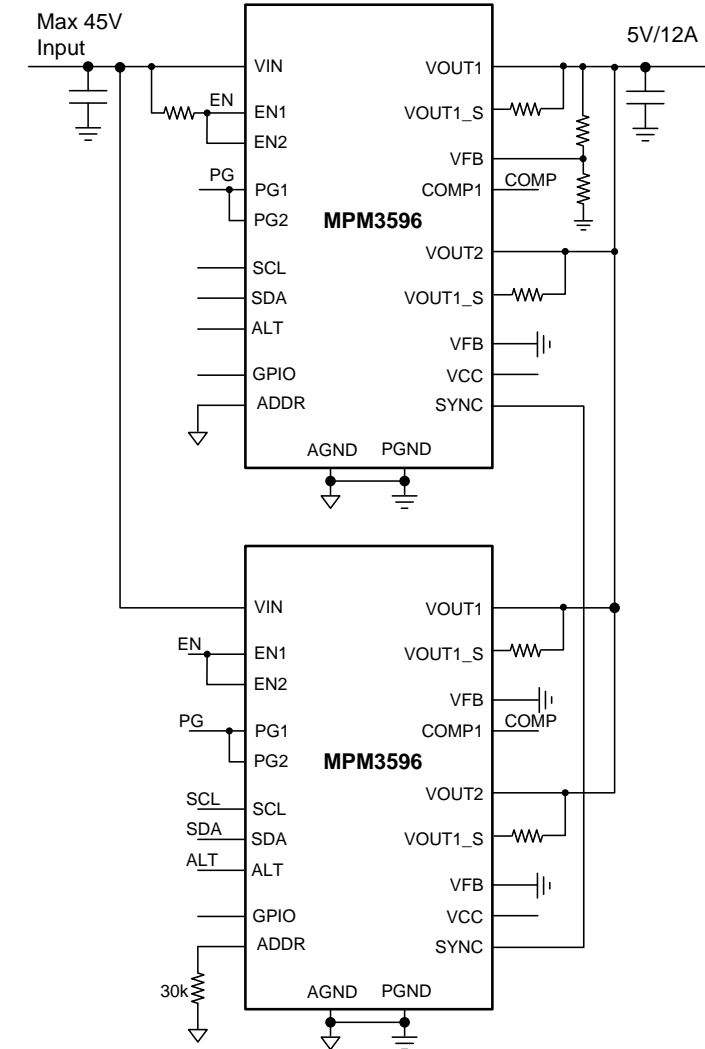 Max 45V
Input
5V/12A
VIN
VOUT1
EN
EN1
VOUT1_S
EN2
VFB
PG
PG1
COMP1
COMP
PG2
MPM3596
VOUT2
SCL
SDA
VOUT1_S
ALT
VFB
GPIO
VCC
ADDR
SYNC
AGND
PGND
VIN
VOUT1
EN
EN1
VOUT1_S
EN2
VFB
PG
PG1
COMP1
COMP
PG2
MPM3596
VOUT2
SCL
SCL
SDA
SDA
VOUT1_S
ALT
ALT
VFB
GPIO
VCC
ADDR
SYNC
30k
AGND
PGND